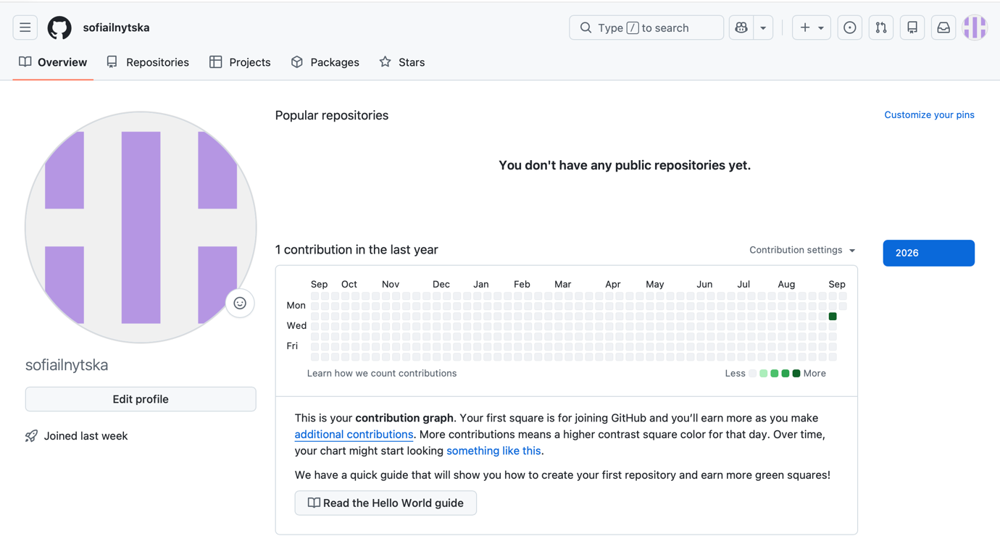 sofiailnytska
Type / to search
Overview
Repositories
Projects
Packages
Stars
Popular repositories
Customize your pins
You don't have any public repositories yet.
1 contribution in the last year
Contribution settings
2026
Sep Oct Nov Dec Jan Feb Mar Apr May Jun Jul Aug Sep
Mon
Wed
Fri
Learn how we count contributions
Less More
sofiailnytska
Edit profile
Joined last week
This is your contribution graph. Your first square is for joining GitHub and you’ll earn more as you make
additional contributions. More contributions means a higher contrast square color for that day. Over time,
your chart might start looking something like this.
We have a quick guide that will show you how to create your first repository and earn more green squares!
Read the Hello World guide